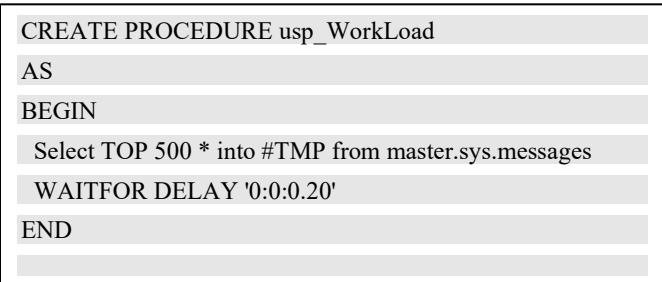 CREATE PROCEDURE usp_WorkLoad
AS
BEGIN
Select TOP 500 * into #TMP from master.sys.messages
WAITFOR DELAY '0:0:0.20'
END